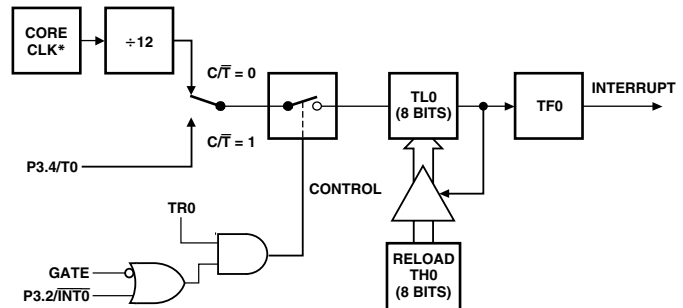 CORE
CLK*
÷12
C/T̅ = 0
TL0
(8 BITS)
TF0
INTERRUPT
C/T̅ = 1
P3.4/T0
CONTROL
TR0
RELOAD
TH0
(8 BITS)
GATE
P3.2/I̅N̅T̅0̅